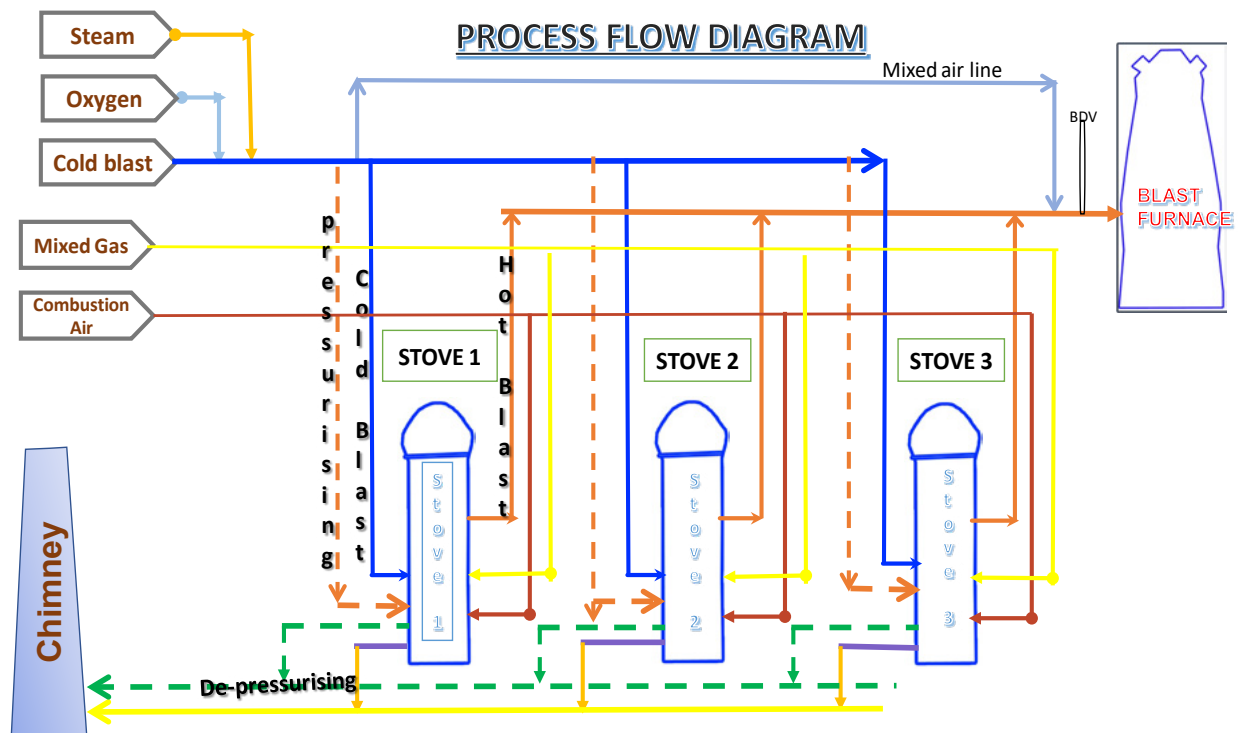 PROCESS FLOW DIAGRAM
Steam
Oxygen
Cold blast
Mixed Gas
Combustion
Air
Mixed air line
BDV
BLAST
FURNACE
pressurising
Cold Blast
Hot Blast
STOVE 1
STOVE 2
STOVE 3
Stove 1
Stove 2
Stove 3
Chimney
De-pressurising